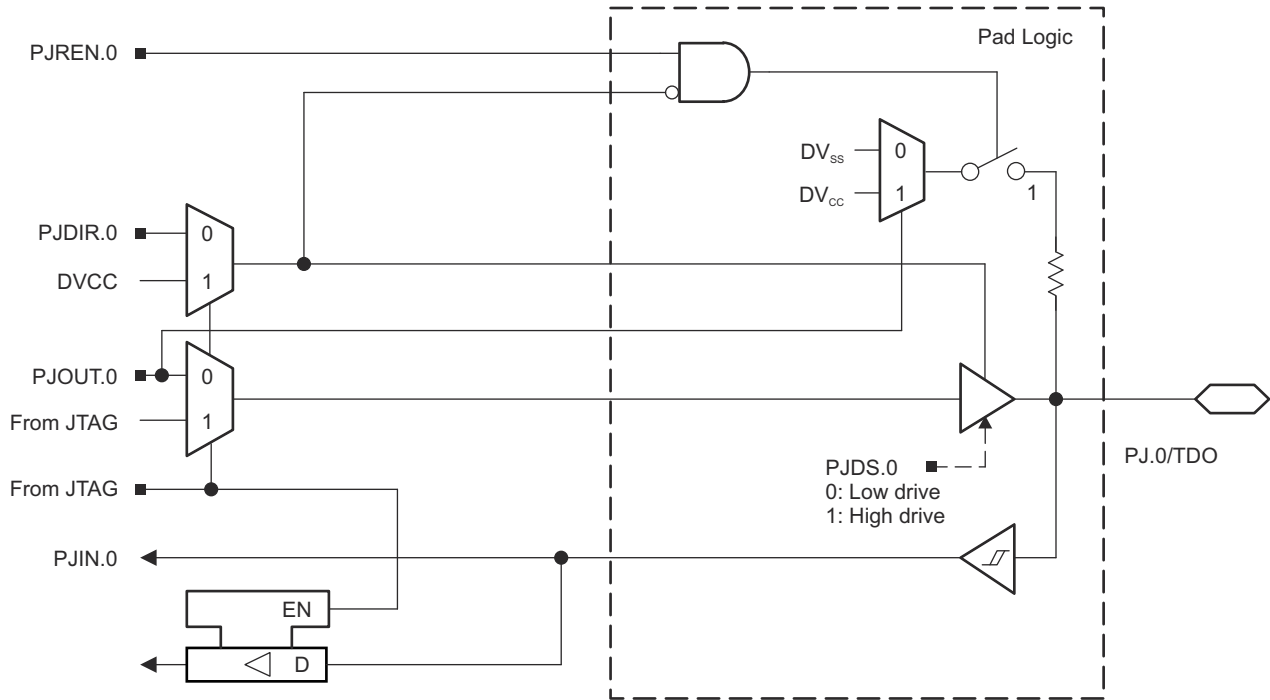 Pad Logic
PJREN.0
DVSS
0
DVCC
1
1
PJDIR.0
0
DVCC
1
PJOUT.0
0
From JTAG
1
PJDS.0
0: Low drive
1: High drive
PJ.0/TDO
From JTAG
PJIN.0
EN
D